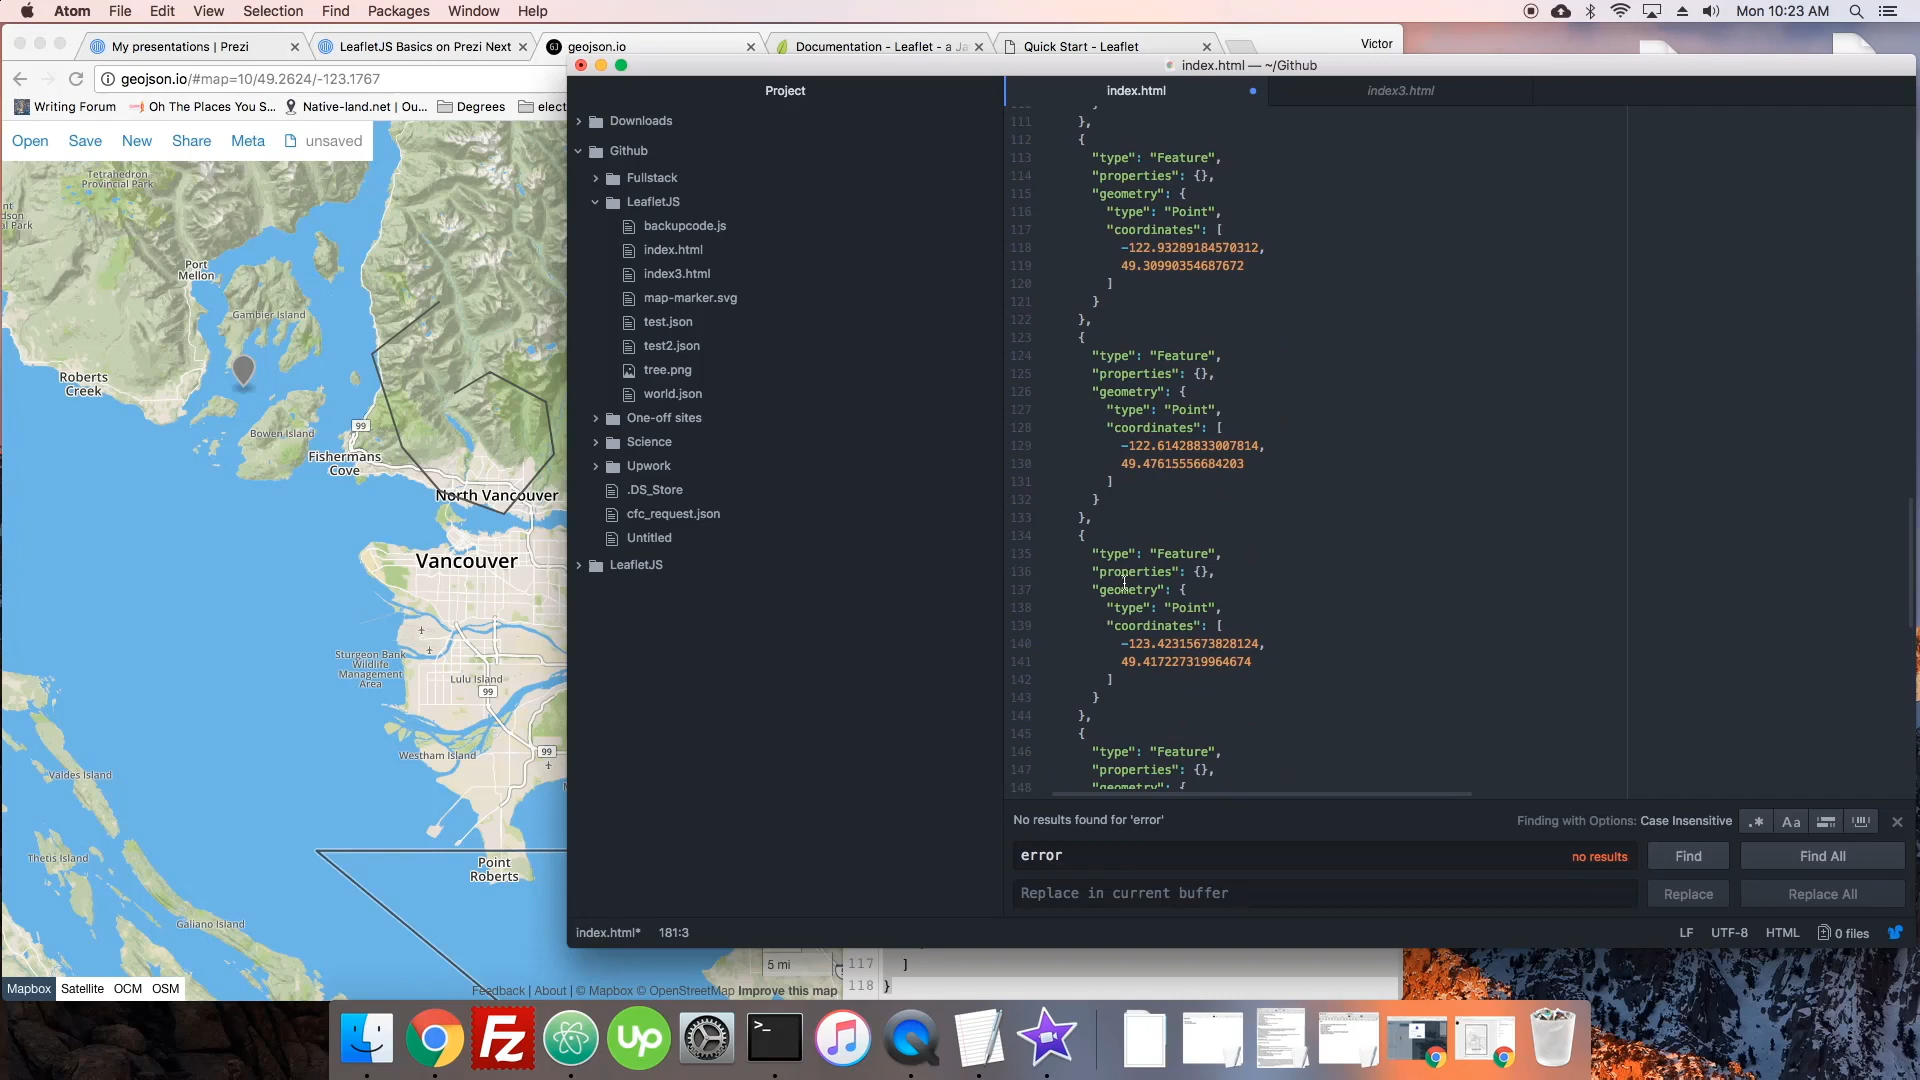 Atom File Edit View Selection Find Packages Window Help
Mon 10:23 AM
My presentations | Prezi
LeafletJS Basics on Prezi Next
geojson.io
Documentation - Leaflet - a Ja
Quick Start - Leaflet
Victor
geojson.io/#map=10/49.2624/-123.1767
Writing Forum
Oh The Places You S...
Native-land.net | Ou...
Degrees
elect
Open Save New Share Meta unsaved
Tetrahedron
Provincial Park
Port
Mellon
Gambier Island
Roberts
Creek
Bowen Island
99
Fishermans
Cove
North Vancouver
Vancouver
Sturgeon Bank
Wildlife
Management
Area
Lulu Island
99
Westham Island
99
Valdes Island
Thetis Island
Point
Roberts
Galiano Island
5 mi
Mapbox Satellite OCM OSM
Feedback | About | © Mapbox © OpenStreetMap Improve this map
117 ]
118 }
index.html — ~/Github
Project
Downloads
Github
Fullstack
LeafletJS
backupcode.js
index.html
index3.html
map-marker.svg
test.json
test2.json
tree.png
world.json
One-off sites
Science
Upwork
.DS_Store
cfc_request.json
Untitled
LeafletJS
index.html
index3.html
111 },
112 {
113 "type": "Feature",
114 "properties": {},
115 "geometry": {
116 "type": "Point",
117 "coordinates": [
118 -122.93289184570312,
119 49.30990354687672
120 ]
121 }
122 },
123 {
124 "type": "Feature",
125 "properties": {},
126 "geometry": {
127 "type": "Point",
128 "coordinates": [
129 -122.61428833007814,
130 49.47615556684203
131 ]
132 }
133 },
134 {
135 "type": "Feature",
136 "properties": {},
137 "geometry": {
138 "type": "Point",
139 "coordinates": [
140 -123.42315673828124,
141 49.417227319964674
142 ]
143 }
144 },
145 {
146 "type": "Feature",
147 "properties": {},
148 "geometry": {
No results found for 'error'
Finding with Options: Case Insensitive
.* Aa
error
no results
Find
Find All
Replace in current buffer
Replace
Replace All
index.html* 181:3
LF UTF-8 HTML 0 files
Fz
Up
>_